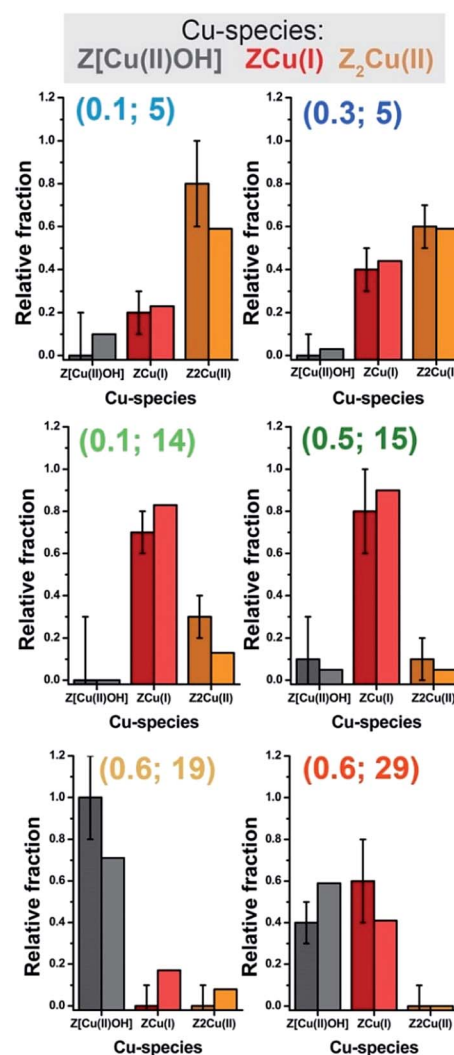 Cu-species:
Z[Cu(II)OH] ZCu(I) Z₂Cu(II)
(0.1; 5)
Relative fraction
1.2
1.0
0.8
0.6
0.4
0.2
0.0
Z[Cu(II)OH] ZCu(I) Z2Cu(II)
Cu-species
(0.3; 5)
Relative fraction
1.2
1.0
0.8
0.6
0.4
0.2
0.0
Z[Cu(II)OH] ZCu(I) Z2Cu(II)
Cu-species
(0.1; 14)
Relative fraction
1.2
1.0
0.8
0.6
0.4
0.2
0.0
Z[Cu(II)OH] ZCu(I) Z2Cu(II)
Cu-species
(0.5; 15)
Relative fraction
1.2
1.0
0.8
0.6
0.4
0.2
0.0
Z[Cu(II)OH] ZCu(I) Z2Cu(II)
Cu-species
(0.6; 19)
Relative fraction
1.2
1.0
0.8
0.6
0.4
0.2
0.0
Z[Cu(II)OH] ZCu(I) Z2Cu(II)
Cu-species
(0.6; 29)
Relative fraction
1.2
1.0
0.8
0.6
0.4
0.2
0.0
Z[Cu(II)OH] ZCu(I) Z2Cu(II)
Cu-species